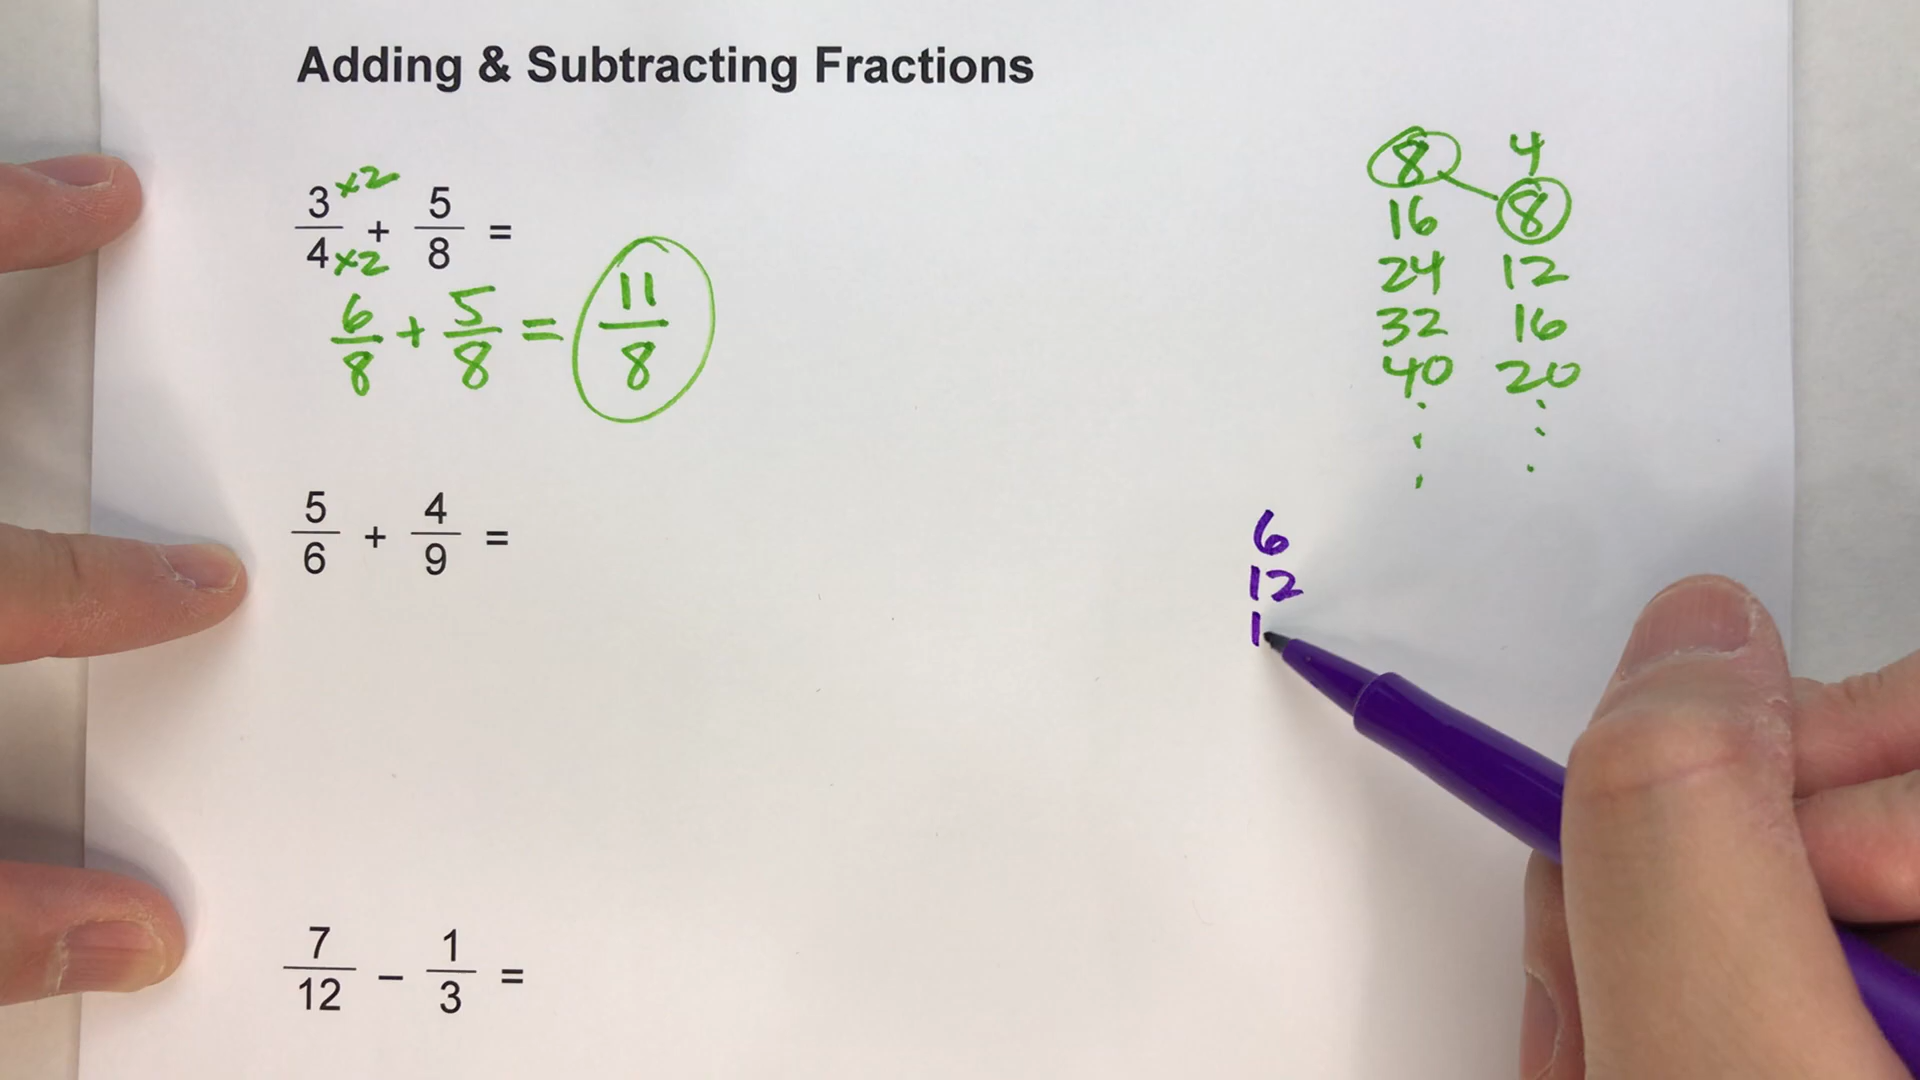 Adding & Subtracting Fractions
3/4 ×2 ×2 + 5/8 =
6/8 + 5/8 = 11/8
8 4
16 8
24 12
32 16
40 20
5/6 + 4/9 =
6
12
1
7/12 – 1/3 =